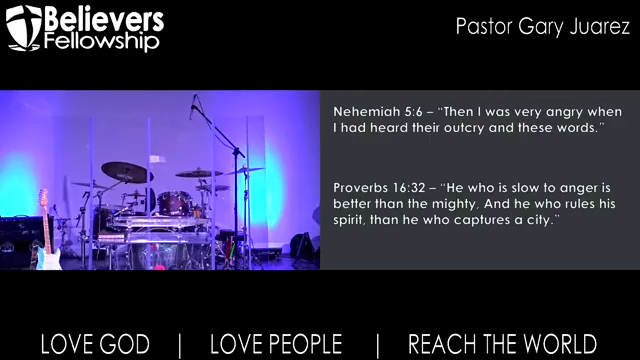 Believers
Fellowship
Pastor Gary Juarez
Nehemiah 5:6 – “Then I was very angry when
I had heard their outcry and these words.”
Proverbs 16:32 – “He who is slow to anger is
better than the mighty, And he who rules his
spirit, than he who captures a city.”
LOVE GOD | LOVE PEOPLE | REACH THE WORLD